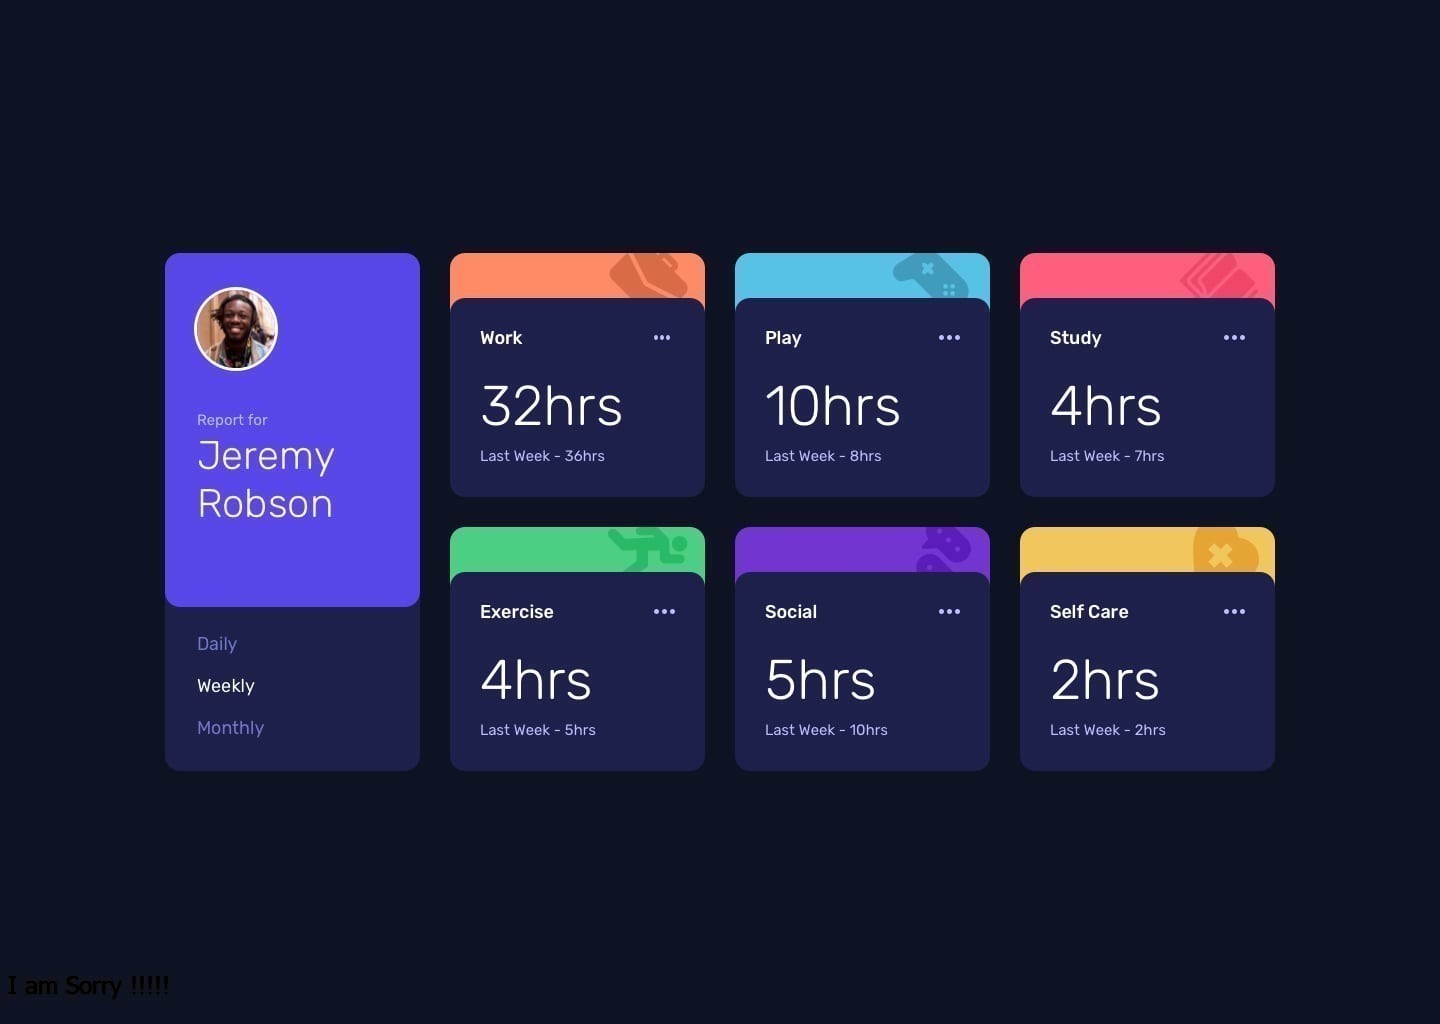 Report for
Jeremy
Robson
Daily
Weekly
Monthly
Work
32hrs
Last Week - 36hrs
Play
10hrs
Last Week - 8hrs
Study
4hrs
Last Week - 7hrs
Exercise
4hrs
Last Week - 5hrs
Social
5hrs
Last Week - 10hrs
Self Care
2hrs
Last Week - 2hrs
I am Sorry !!!!!